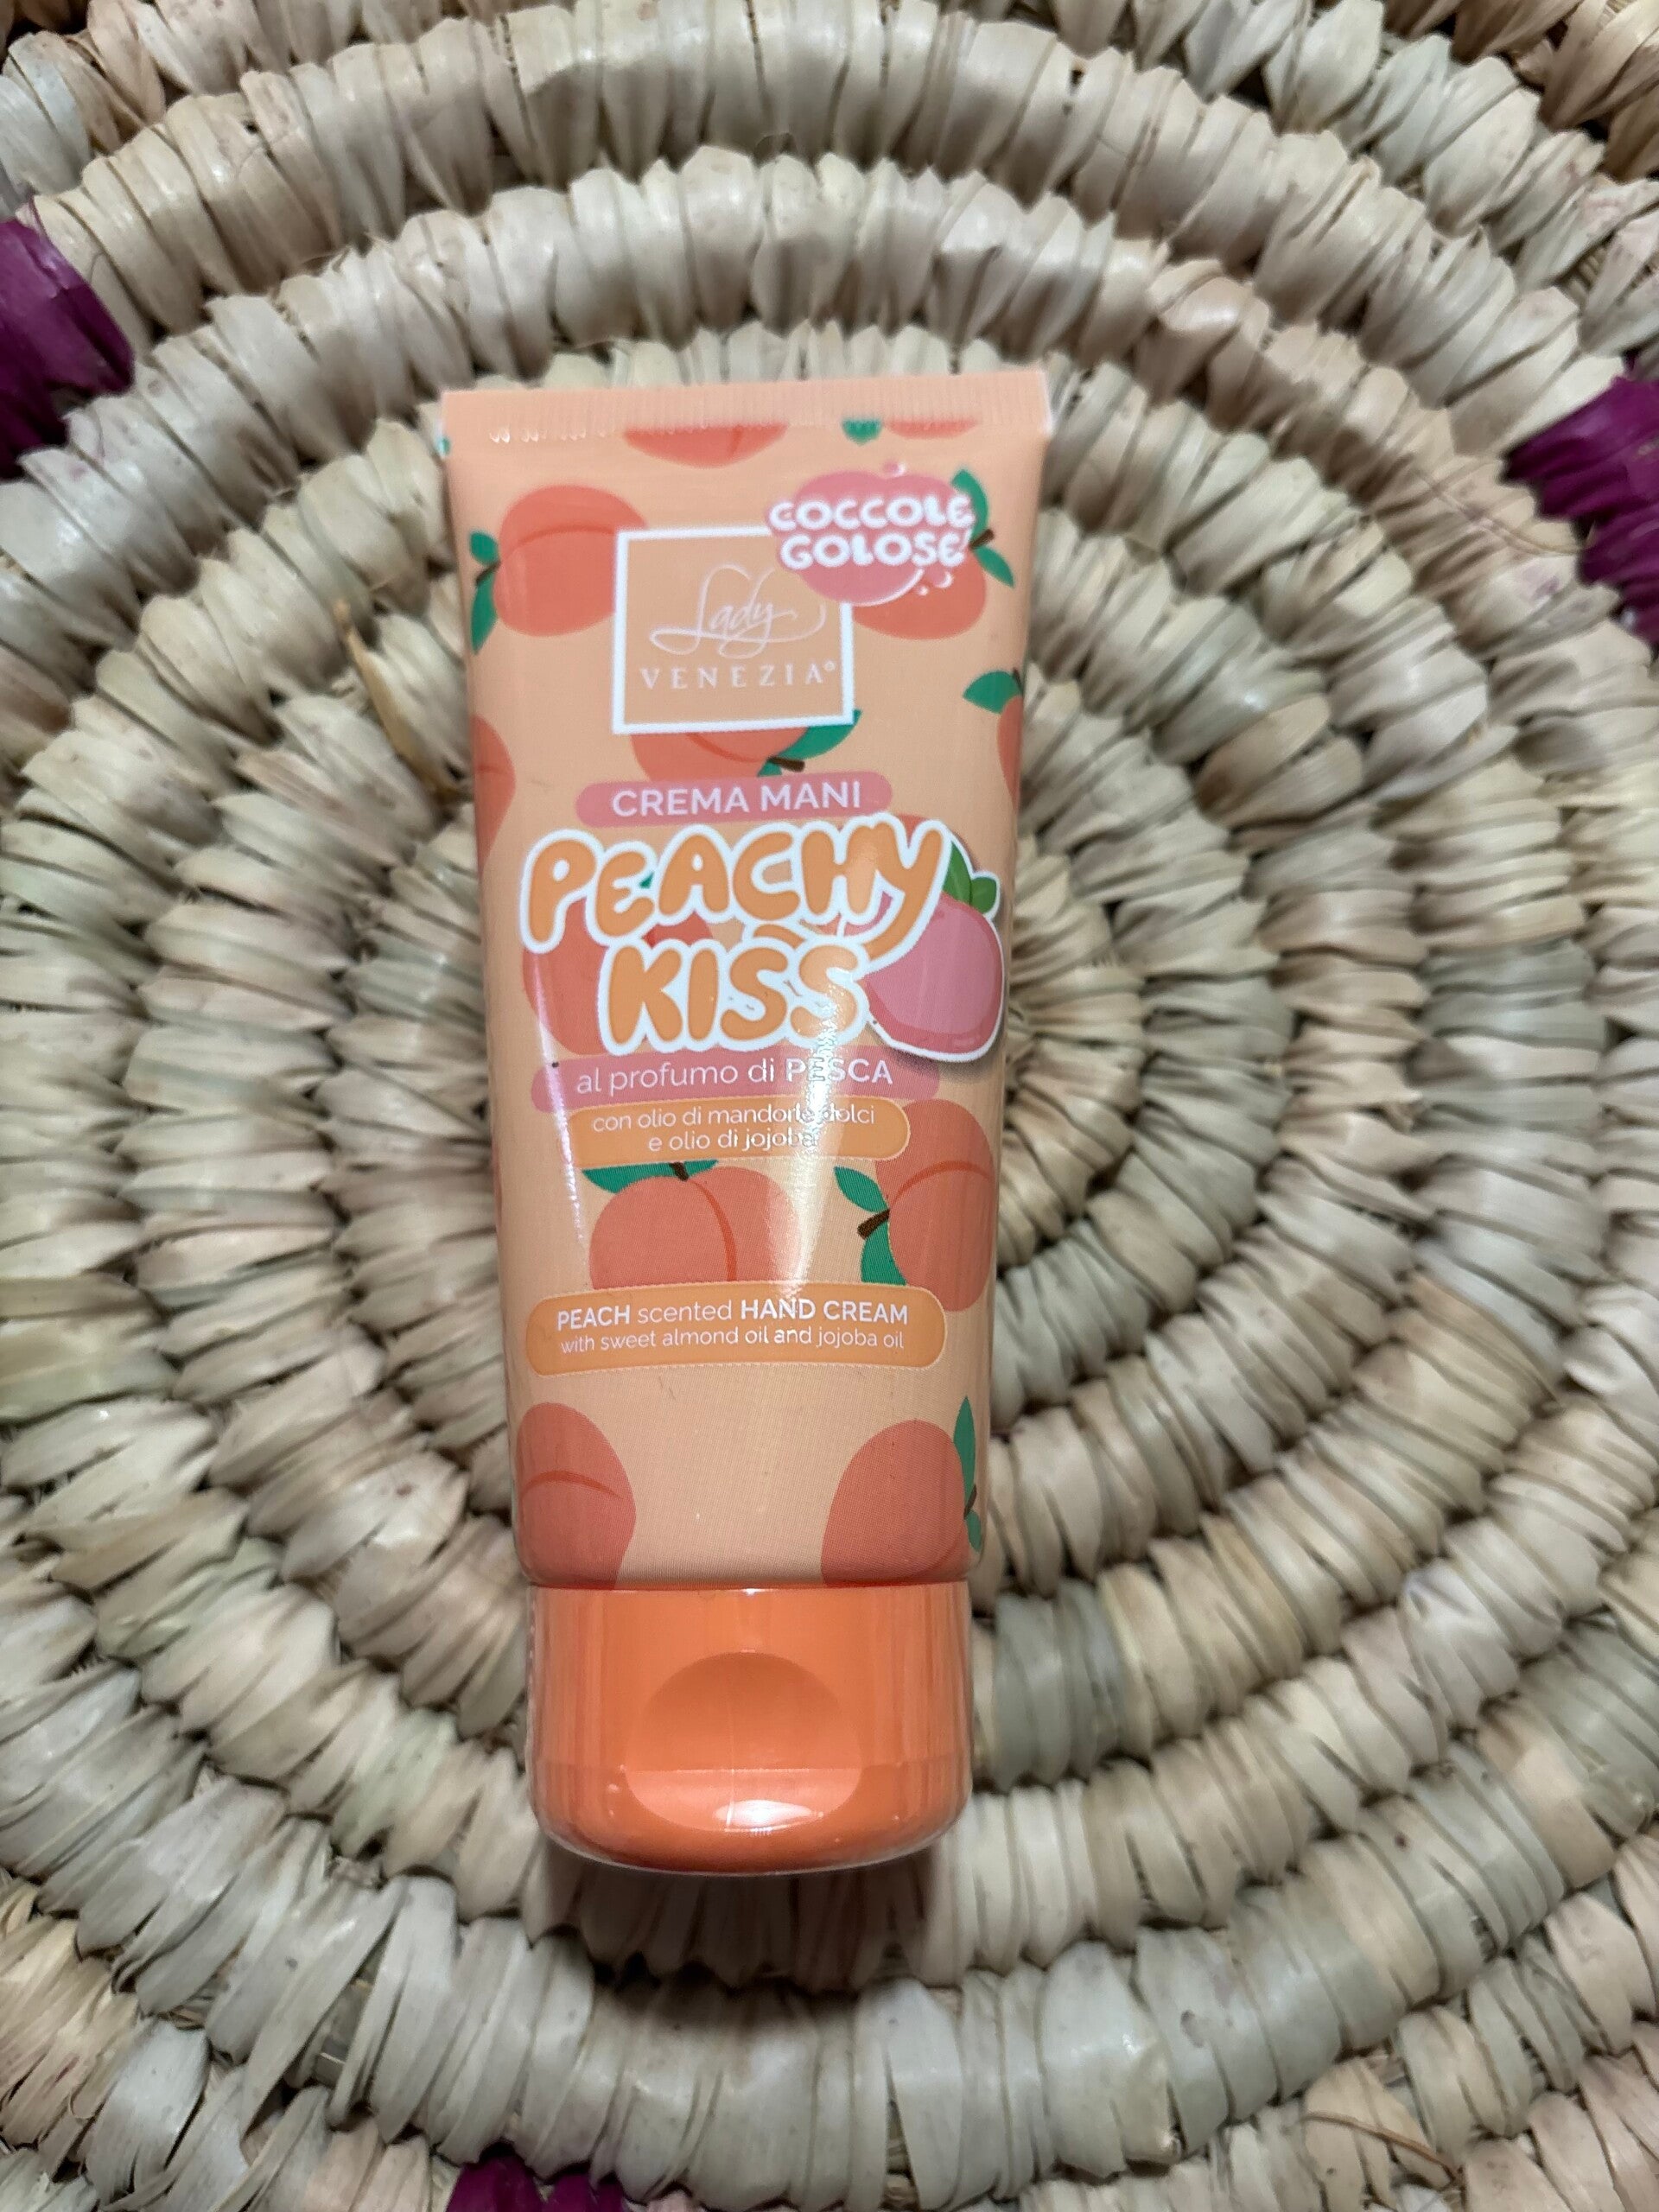 COCCOLE
GOLOSE!
Lady
VENEZIA®
CREMA MANI
PEACHY
KISS
al profumo di PESCA
con olio di mandorle dolci
e olio di jojoba
PEACH scented HAND CREAM
with sweet almond oil and jojoba oil